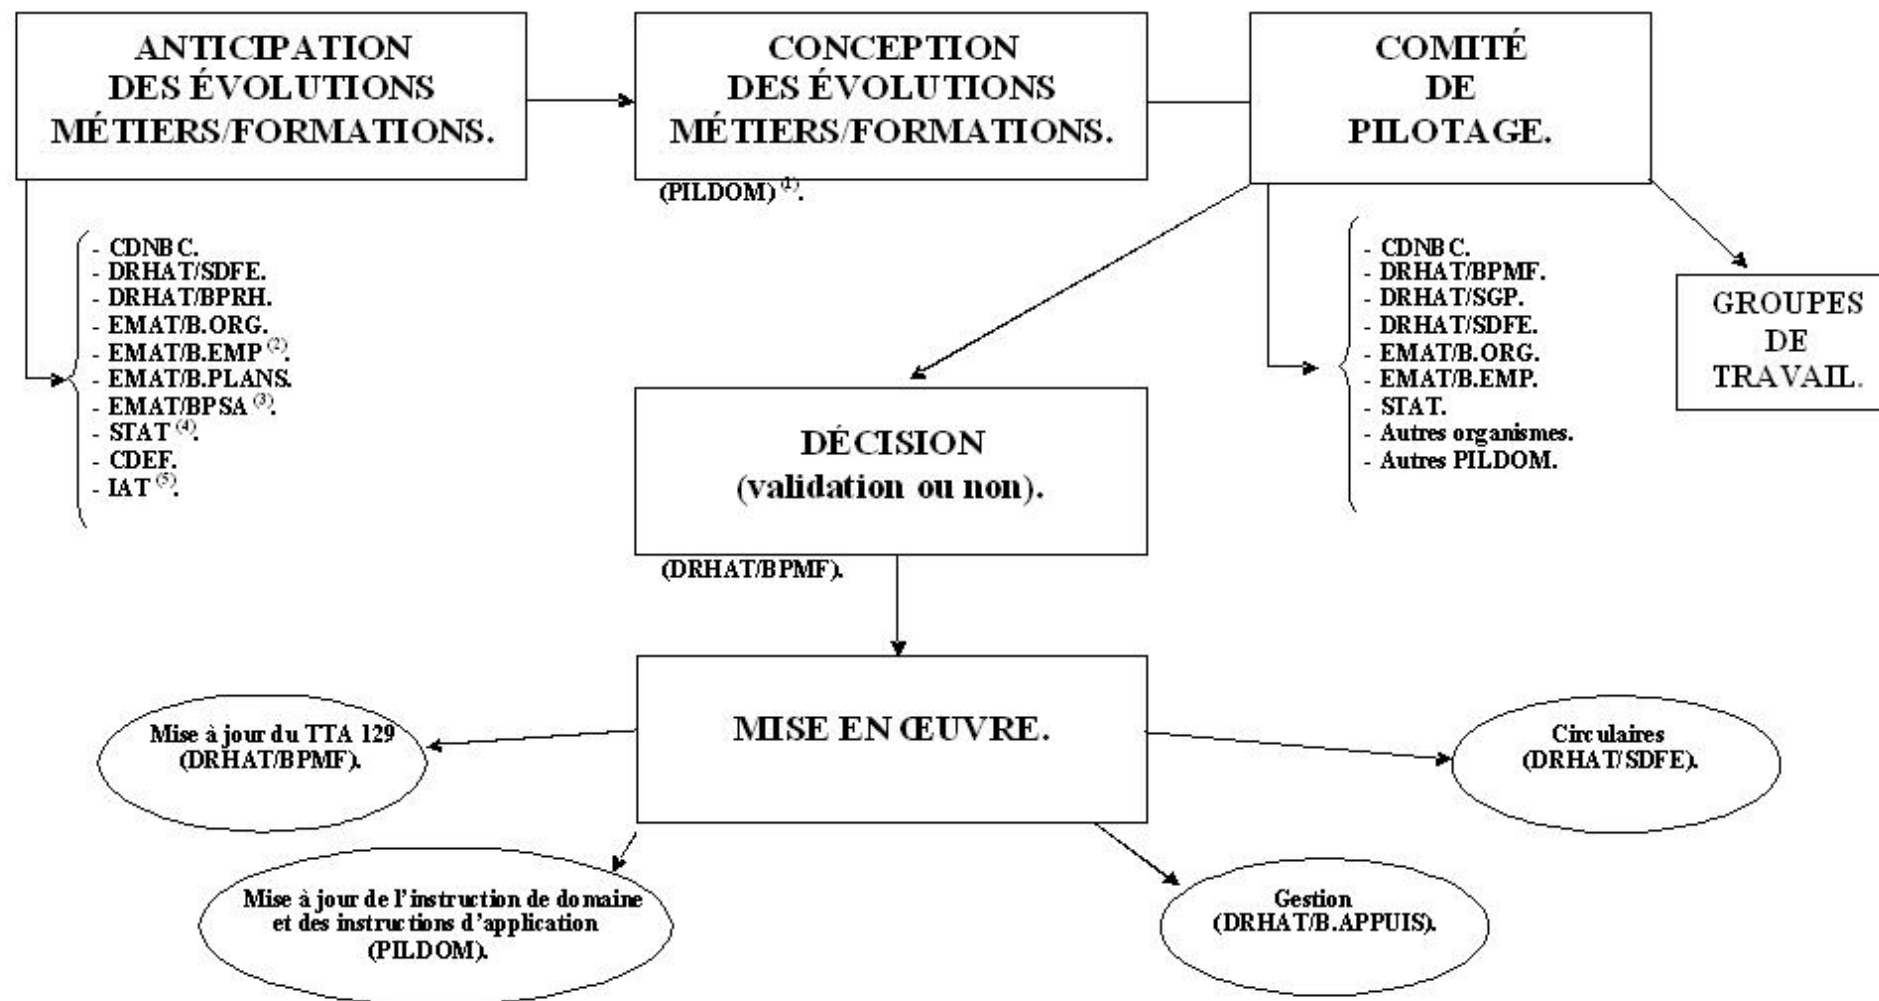 ANTICIPATION
DES ÉVOLUTIONS
MÉTIERS/FORMATIONS.
CONCEPTION
DES ÉVOLUTIONS
MÉTIERS/FORMATIONS.
(PILDOM) (1).
COMITÉ
DE
PILOTAGE.
- CDNBC.
- DRHAT/SDFE.
- DRHAT/BPRH.
- EMAT/B.ORG.
- EMAT/B.EMP (2).
- EMAT/B.PLANS.
- EMAT/BPSA (3).
- STAT (4).
- CDEF.
- IAT (5).
- CDNBC.
- DRHAT/BPMF.
- DRHAT/SGP.
- DRHAT/SDFE.
- EMAT/B.ORG.
- EMAT/B.EMP.
- STAT.
- Autres organismes.
- Autres PILDOM.
GROUPES
DE
TRAVAIL.
DÉCISION
(validation ou non).
(DRHAT/BPMF).
MISE EN ŒUVRE.
Mise à jour du TTA 129
(DRHAT/BPMF).
Circulaires
(DRHAT/SDFE).
Mise à jour de l'instruction de domaine
et des instructions d'application
(PILDOM).
Gestion
(DRHAT/B.APPUIS).